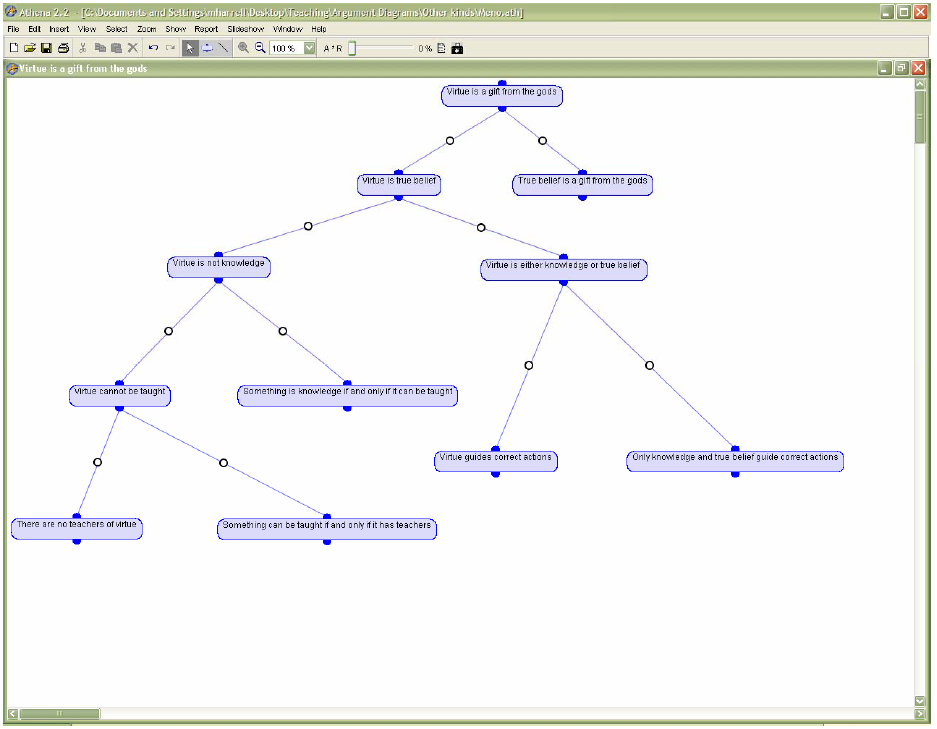 Athena 2.2 - [C:\Documents and Settings\mharrell\Desktop\Teaching\Argument Diagrams\Other kinds\Meno.ath]
File Edit Insert View Select Zoom Show Report Slideshow Window Help
100 % A * R 0 %
Virtue is a gift from the gods
Virtue is a gift from the gods
Virtue is true belief
True belief is a gift from the gods
Virtue is not knowledge
Virtue is either knowledge or true belief
Virtue cannot be taught
Something is knowledge if and only if it can be taught
Virtue guides correct actions
Only knowledge and true belief guide correct actions
There are no teachers of virtue
Something can be taught if and only if it has teachers